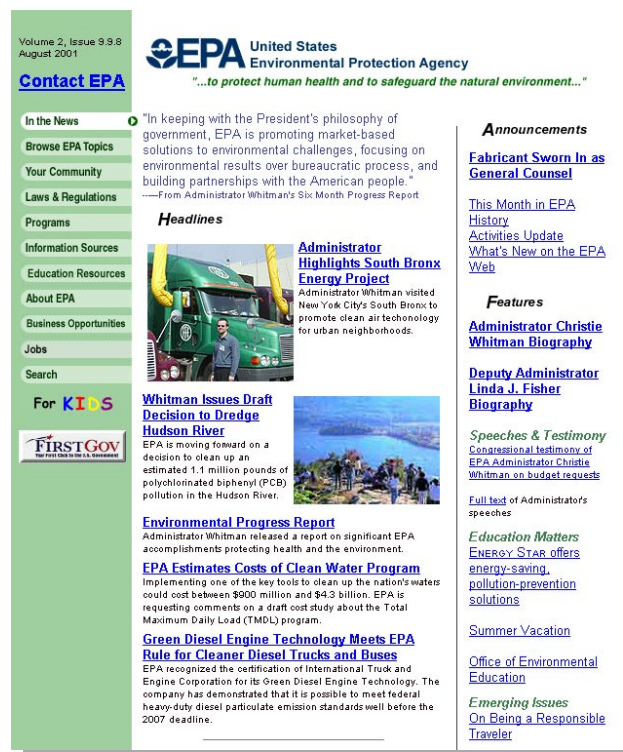 Volume 2, Issue 9.9.8
August 2001
Contact EPA
In the News
Browse EPA Topics
Your Community
Laws & Regulations
Programs
Information Sources
Education Resources
About EPA
Business Opportunities
Jobs
Search
For KIDS
FIRSTGOV
Your First Click to the U.S. Government
EPA
United States
Environmental Protection Agency
"...to protect human health and to safeguard the natural environment..."
"In keeping with the President's philosophy of
government, EPA is promoting market-based
solutions to environmental challenges, focusing on
environmental results over bureaucratic process, and
building partnerships with the American people."
----From Administrator Whitman's Six Month Progress Report
Headlines
Administrator
Highlights South Bronx
Energy Project
Administrator Whitman visited
New York City's South Bronx to
promote clean air techonology
for urban neighborhoods.
Whitman Issues Draft
Decision to Dredge
Hudson River
EPA is moving forward on a
decision to clean up an
estimated 1.1 million pounds of
polychlorinated biphenyl (PCB)
pollution in the Hudson River.
Environmental Progress Report
Administrator Whitman released a report on significant EPA
accomplishments protecting health and the environment.
EPA Estimates Costs of Clean Water Program
Implementing one of the key tools to clean up the nation's waters
could cost between $900 million and $4.3 billion. EPA is
requesting comments on a draft cost study about the Total
Maximum Daily Load (TMDL) program.
Green Diesel Engine Technology Meets EPA
Rule for Cleaner Diesel Trucks and Buses
EPA recognized the certification of International Truck and
Engine Corporation for its Green Diesel Engine Technology. The
company has demonstrated that it is possible to meet federal
heavy-duty diesel particulate emission standards well before the
2007 deadline.
Announcements
Fabricant Sworn In as
General Counsel
This Month in EPA
History
Activities Update
What's New on the EPA
Web
Features
Administrator Christie
Whitman Biography
Deputy Administrator
Linda J. Fisher
Biography
Speeches & Testimony
Congressional testimony of
EPA Administrator Christie
Whitman on budget requests
Full text of Administrator's
speeches
Education Matters
ENERGY STAR offers
energy-saving,
pollution-prevention
solutions
Summer Vacation
Office of Environmental
Education
Emerging Issues
On Being a Responsible
Traveler